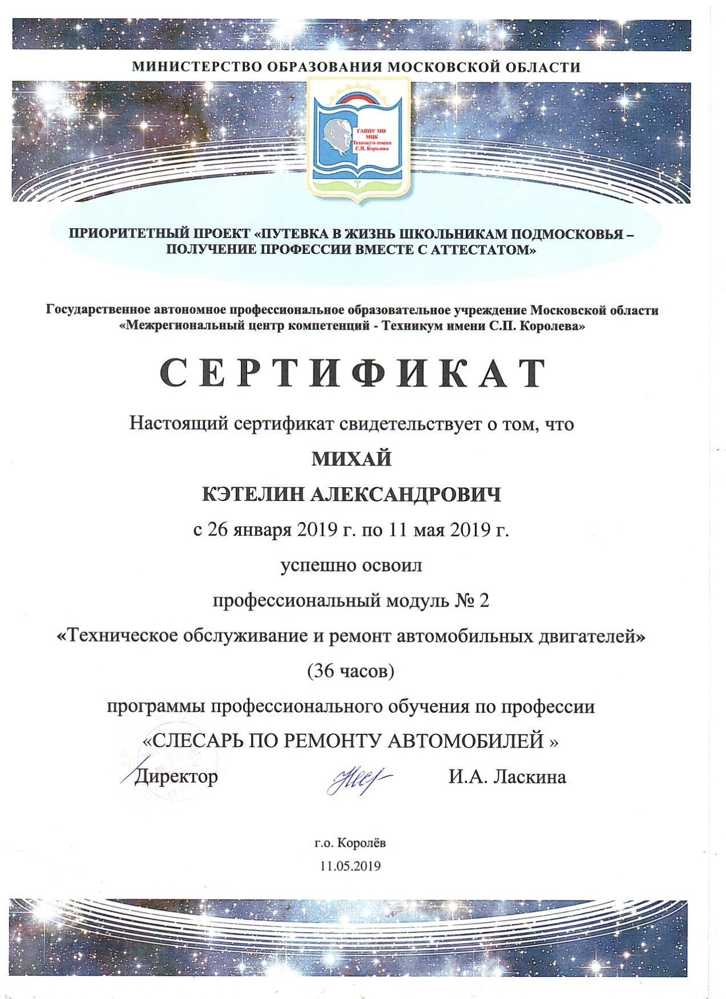 МИНИСТЕРСТВО ОБРАЗОВАНИЯ МОСКОВСКОЙ ОБЛАСТИ
ГАПОУ МО
МЦК
Техникум имени
С.П. Королева
ПРИОРИТЕТНЫЙ ПРОЕКТ «ПУТЕВКА В ЖИЗНЬ ШКОЛЬНИКАМ ПОДМОСКОВЬЯ –
ПОЛУЧЕНИЕ ПРОФЕССИИ ВМЕСТЕ С АТТЕСТАТОМ»
Государственное автономное профессиональное образовательное учреждение Московской области
«Межрегиональный центр компетенций - Техникум имени С.П. Королева»
СЕРТИФИКАТ
Настоящий сертификат свидетельствует о том, что
МИХАЙ
КЭТЕЛИН АЛЕКСАНДРОВИЧ
с 26 января 2019 г. по 11 мая 2019 г.
успешно освоил
профессиональный модуль № 2
«Техническое обслуживание и ремонт автомобильных двигателей»
(36 часов)
программы профессионального обучения по профессии
«СЛЕСАРЬ ПО РЕМОНТУ АВТОМОБИЛЕЙ »
Директор И.А. Ласкина
г.о. Королёв
11.05.2019